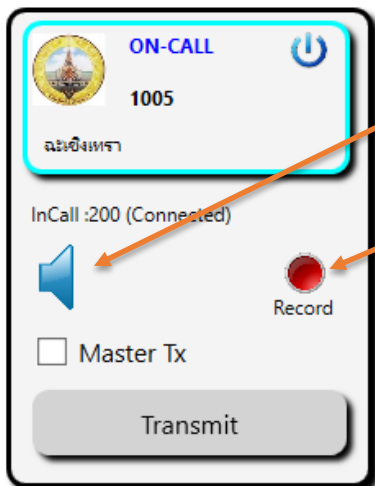 ON-CALL
1005
ฉะเชิงเทรา
InCall :200 (Connected)
Record
Master Tx
Transmit